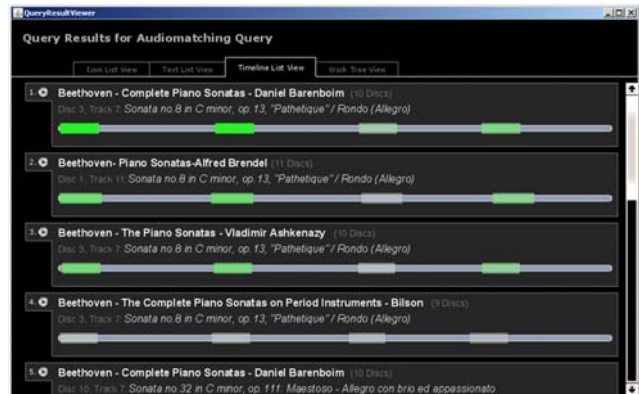 QueryResultViewer
Query Results for Audiomatching Query
Icon List View Text List View Timeline List View Work Tree View
1. Beethoven - Complete Piano Sonatas - Daniel Barenboim (10 Discs)
Disc 3, Track 7: Sonata no.8 in C minor, op.13, "Pathetique" / Rondo (Allegro)
2. Beethoven- Piano Sonatas-Alfred Brendel (11 Discs)
Disc 1, Track 11: Sonata no.8 in C minor, op.13, "Pathetique" / Rondo (Allegro)
3. Beethoven - The Piano Sonatas - Vladimir Ashkenazy (10 Discs)
Disc 3, Track 7: Sonata no.8 in C minor, op.13, "Pathetique" / Rondo (Allegro)
4. Beethoven - The Complete Piano Sonatas on Period Instruments - Bilson (9 Discs)
Disc 3, Track 7: Sonata no.8 in C minor, op.13, "Pathetique" / Rondo (Allegro)
5. Beethoven - Complete Piano Sonatas - Daniel Barenboim (10 Discs)
Disc 10, Track 7: Sonata no.32 in C minor, op.111: Maestoso - Allegro con brio ed appassionato